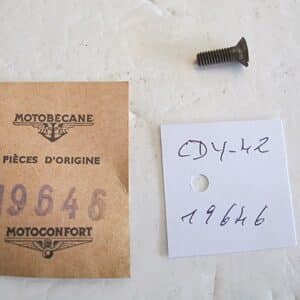 MOTOBECANE
PIÈCES D'ORIGINE
19646
MOTOCONFORT
CDY-42
19646